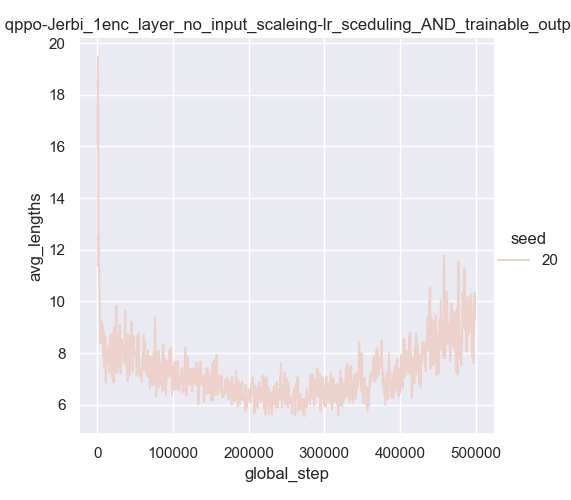 qppo-Jerbi_1enc_layer_no_input_scaleing-lr_sceduling_AND_trainable_outp
20
18
16
14
12
10
8
6
avg_lengths
0 100000 200000 300000 400000 500000
global_step
seed
20